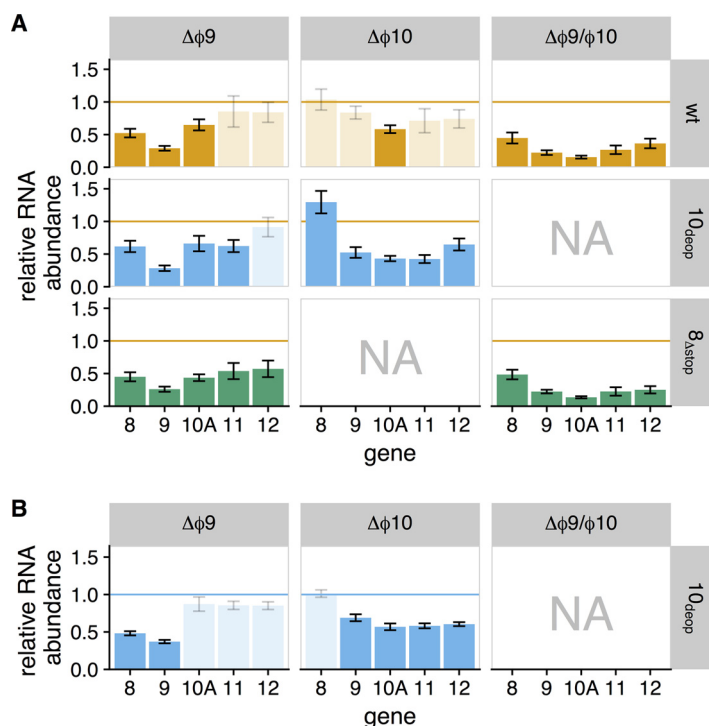 A
Δϕ9 Δϕ10 Δϕ9/ϕ10
1.5
1.0
0.5
0.0
wt
1.5
1.0
0.5
0.0
NA
10deop
1.5
1.0
0.5
0.0
NA
8Δstop
relative RNA
abundance
8 9 10A 11 12 8 9 10A 11 12 8 9 10A 11 12
gene
B
Δϕ9 Δϕ10 Δϕ9/ϕ10
1.5
1.0
0.5
0.0
NA
10deop
relative RNA
abundance
8 9 10A 11 12 8 9 10A 11 12 8 9 10A 11 12
gene